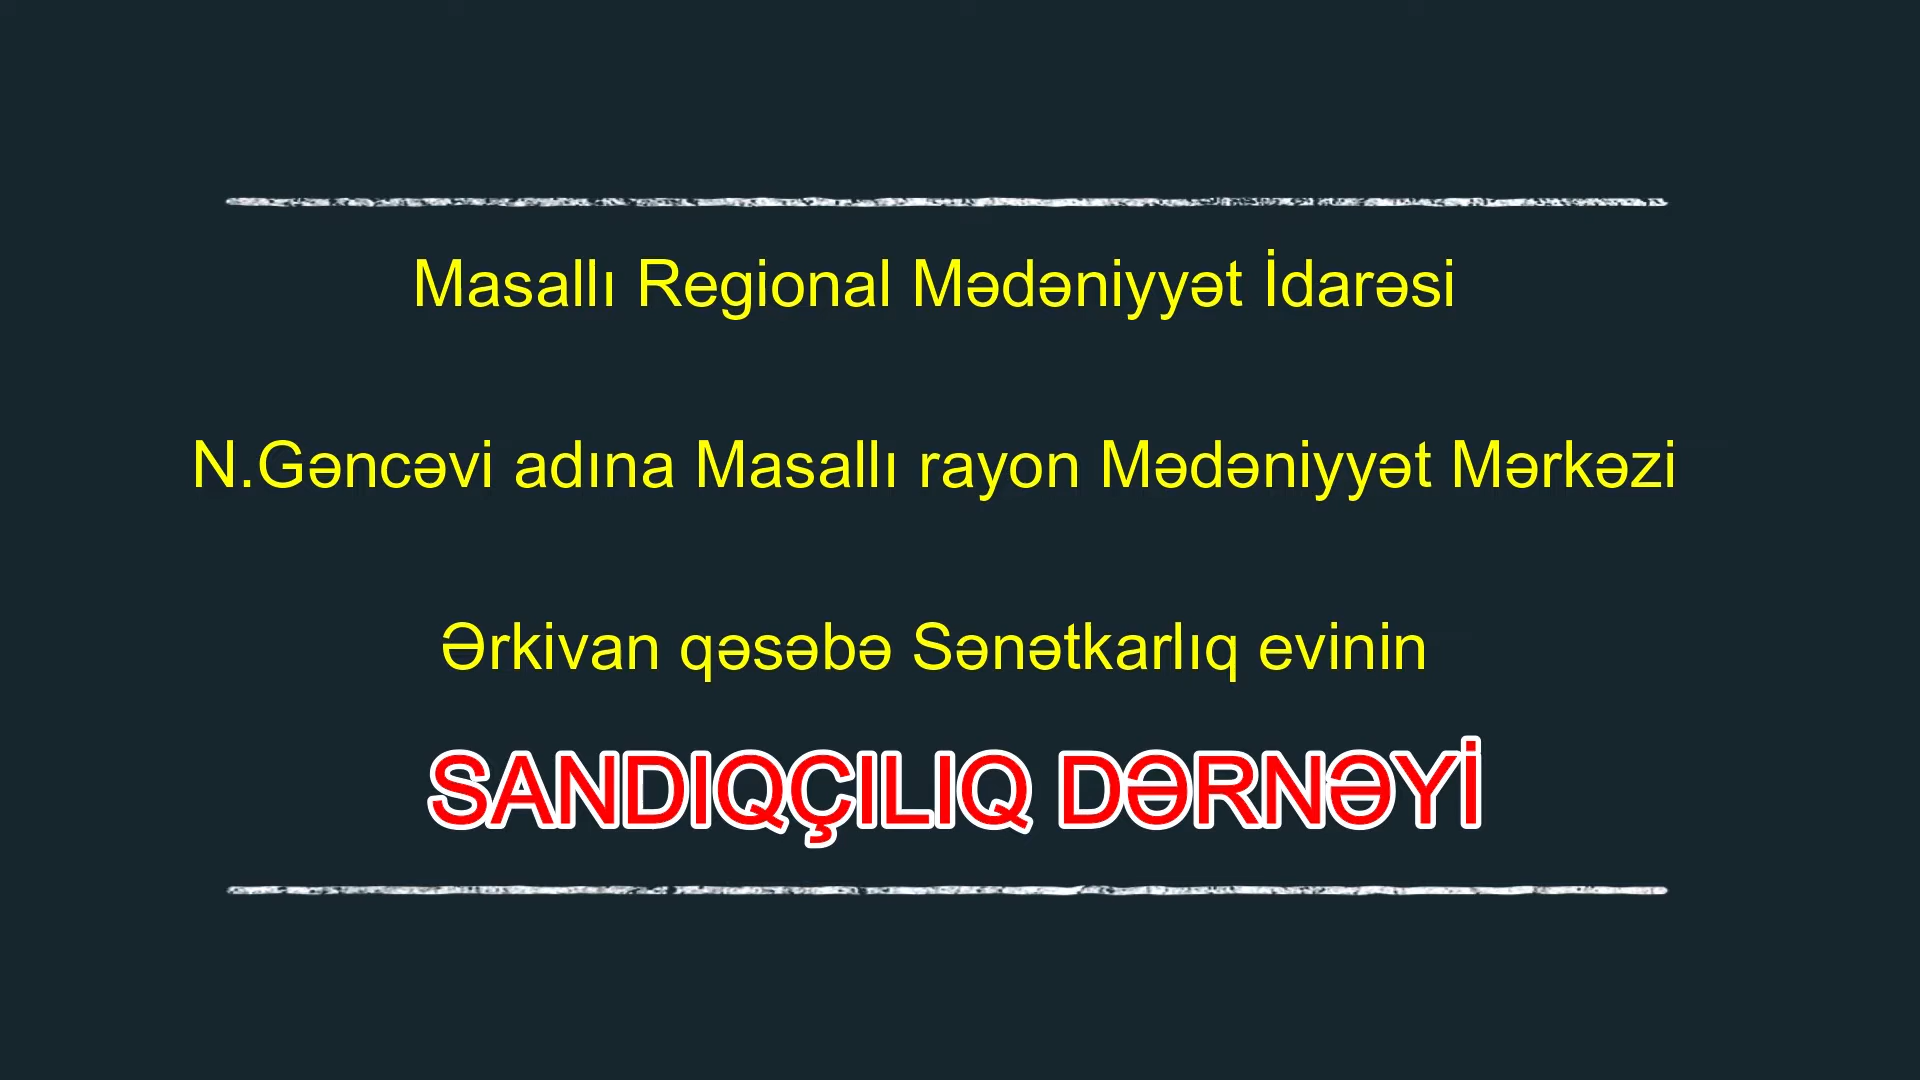 Masallı Regional Mədəniyyət İdarəsi
N.Gəncəvi adına Masallı rayon Mədəniyyət Mərkəzi
Ərkivan qəsəbə Sənətkarlıq evinin
SANDIQÇILIQ DƏRNƏYİ